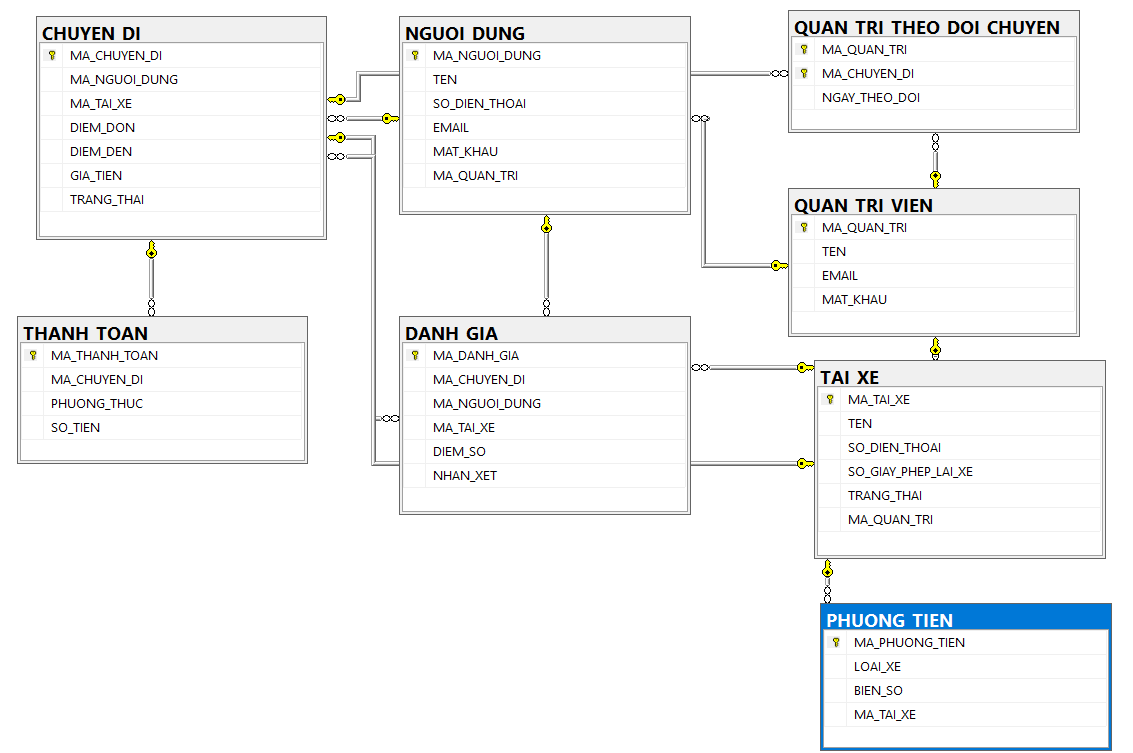 CHUYEN DI
MA_CHUYEN_DI
MA_NGUOI_DUNG
MA_TAI_XE
DIEM_DON
DIEM_DEN
GIA_TIEN
TRANG_THAI
NGUOI DUNG
MA_NGUOI_DUNG
TEN
SO_DIEN_THOAI
EMAIL
MAT_KHAU
MA_QUAN_TRI
QUAN TRI THEO DOI CHUYEN
MA_QUAN_TRI
MA_CHUYEN_DI
NGAY_THEO_DOI
QUAN TRI VIEN
MA_QUAN_TRI
TEN
EMAIL
MAT_KHAU
THANH TOAN
MA_THANH_TOAN
MA_CHUYEN_DI
PHUONG_THUC
SO_TIEN
DANH GIA
MA_DANH_GIA
MA_CHUYEN_DI
MA_NGUOI_DUNG
MA_TAI_XE
DIEM_SO
NHAN_XET
TAI XE
MA_TAI_XE
TEN
SO_DIEN_THOAI
SO_GIAY_PHEP_LAI_XE
TRANG_THAI
MA_QUAN_TRI
PHUONG TIEN
MA_PHUONG_TIEN
LOAI_XE
BIEN_SO
MA_TAI_XE